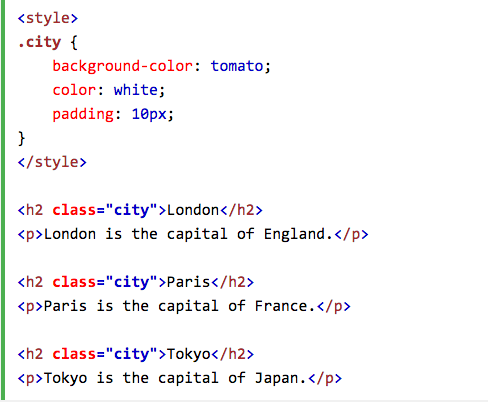 <style>
.city {
    background-color: tomato;
    color: white;
    padding: 10px;
}
</style>

<h2 class="city">London</h2>
<p>London is the capital of England.</p>

<h2 class="city">Paris</h2>
<p>Paris is the capital of France.</p>

<h2 class="city">Tokyo</h2>
<p>Tokyo is the capital of Japan.</p>